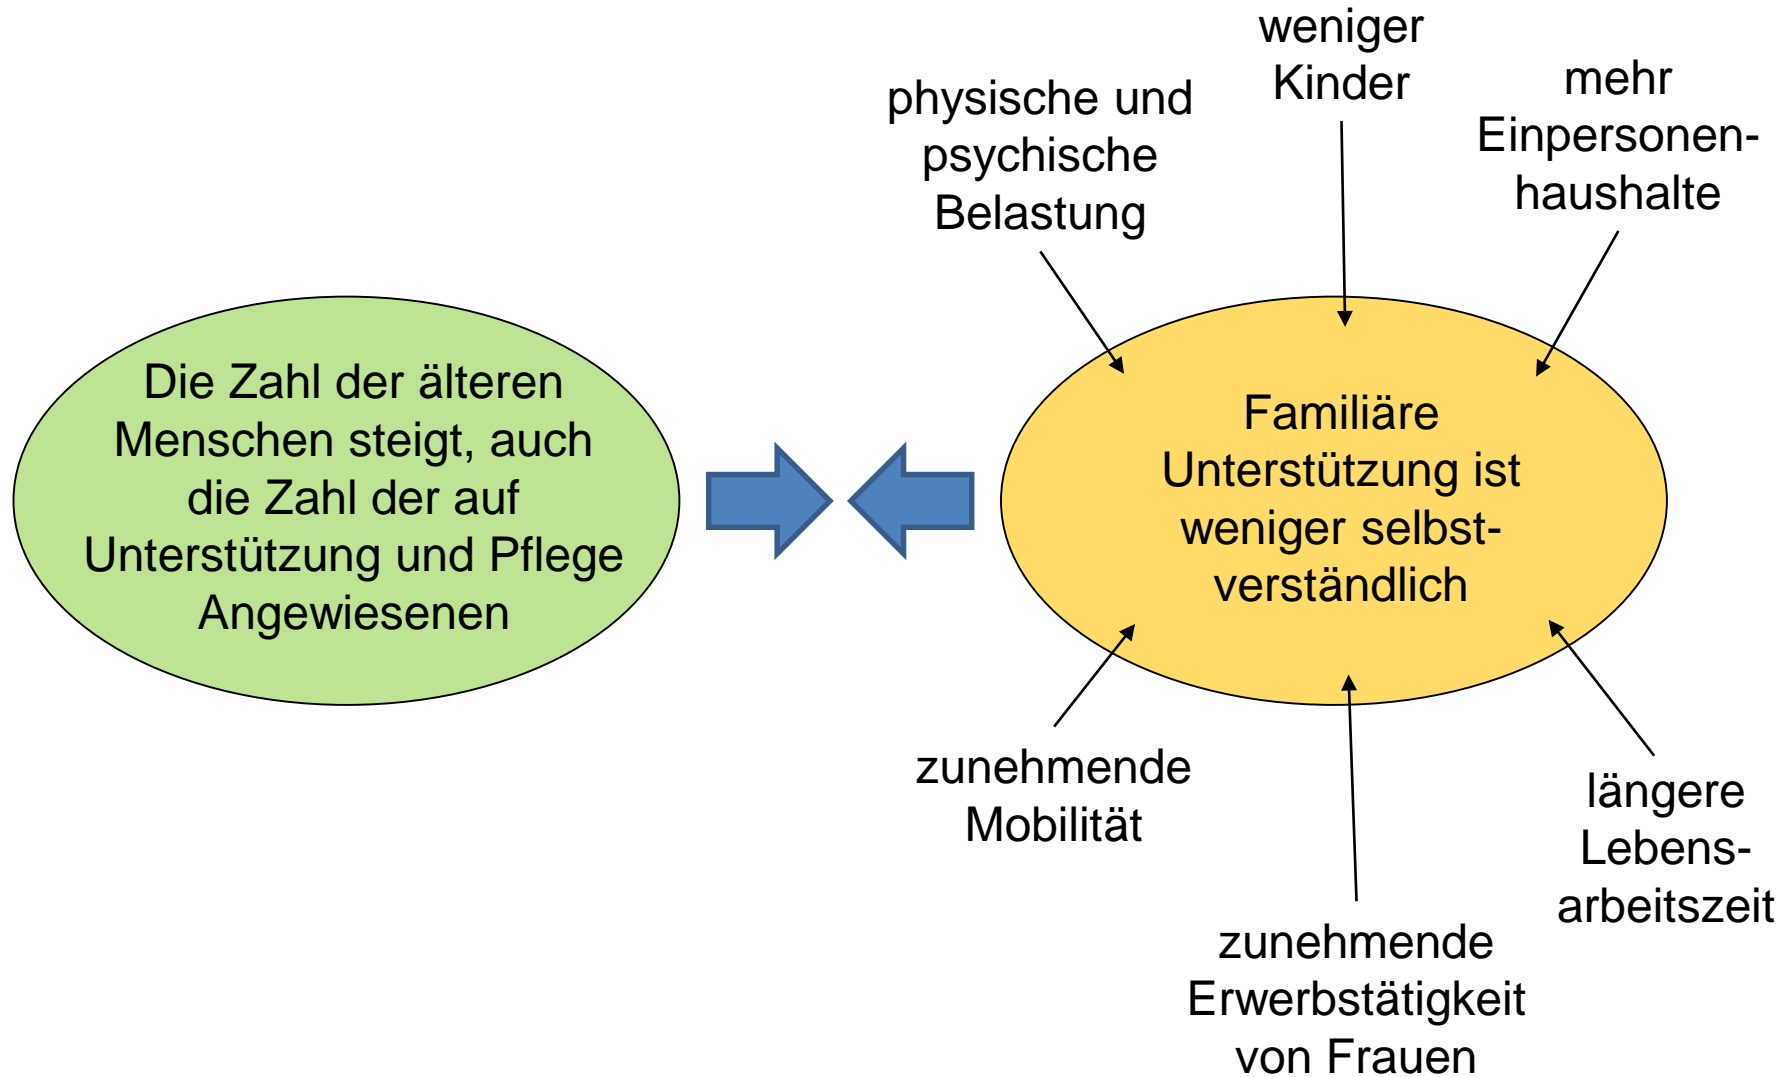 weniger
Kinder
physische und
psychische
Belastung
mehr
Einpersonen-
haushalte
Die Zahl der älteren
Menschen steigt, auch
die Zahl der auf
Unterstützung und Pflege
Angewiesenen
Familiäre
Unterstützung ist
weniger selbst-
verständlich
zunehmende
Mobilität
zunehmende
Erwerbstätigkeit
von Frauen
längere
Lebens-
arbeitszeit